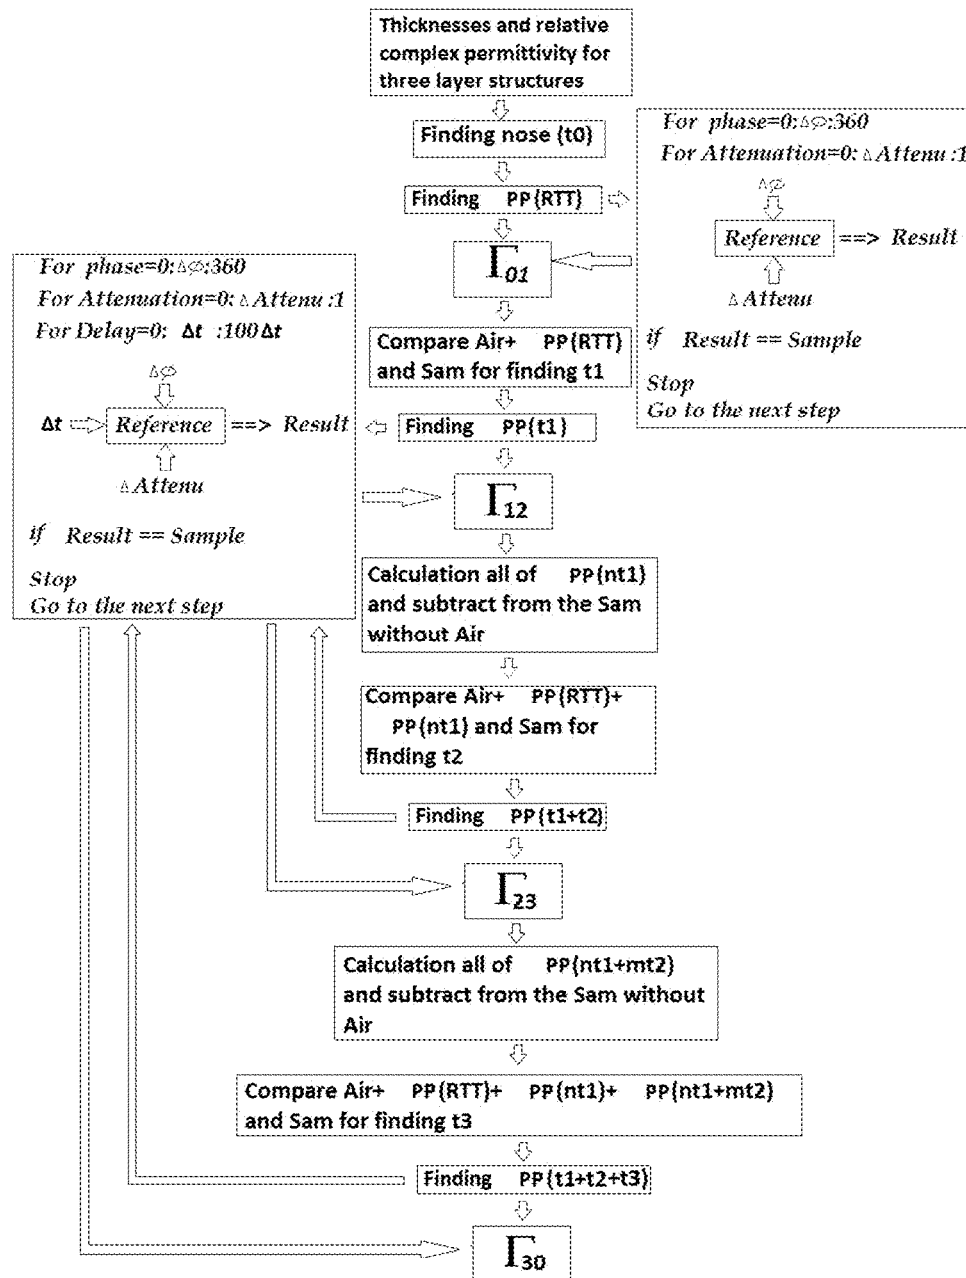 Thicknesses and relative
complex permittivity for
three layer structures
Finding nose (t0)
Finding PP(RTT)
For phase=0:Δφ:360
For Attenuation=0: Δ Attenu :1
Δφ
Reference ==> Result
Δ Attenu
if Result == Sample
Stop
Go to the next step
Γ01
Compare Air+ PP(RTT)
and Sam for finding t1
Finding PP(t1)
For phase=0:Δφ:360
For Attenuation=0: Δ Attenu :1
For Delay=0: Δt :100Δt
Δφ
Δt Reference ==> Result
Δ Attenu
if Result == Sample
Stop
Go to the next step
Γ12
Calculation all of PP(nt1)
and subtract from the Sam
without Air
Compare Air+ PP(RTT)+
PP(nt1) and Sam for
finding t2
Finding PP(t1+t2)
Γ23
Calculation all of PP(nt1+mt2)
and subtract from the Sam without
Air
Compare Air+ PP(RTT)+ PP(nt1)+ PP(nt1+mt2)
and Sam for finding t3
Finding PP(t1+t2+t3)
Γ30